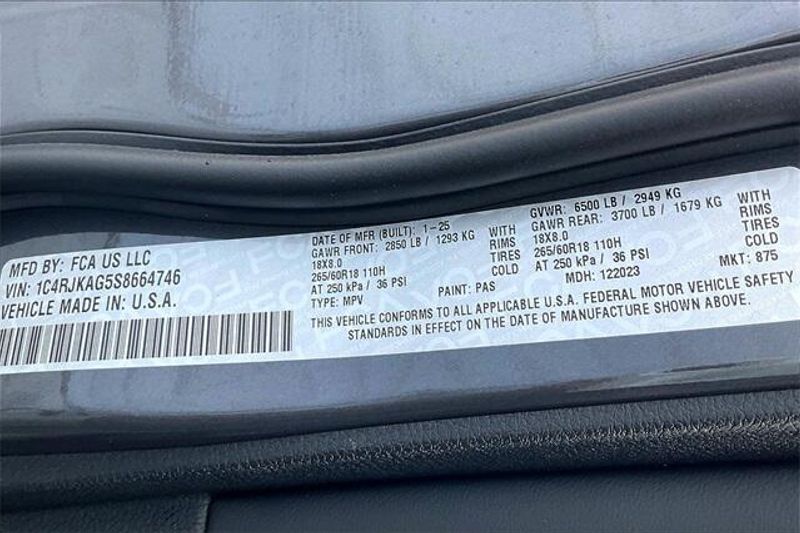 MFD BY: FCA US LLC
VIN: 1C4RJKAG5S8664746
VEHICLE MADE IN: U.S.A.
DATE OF MFR (BUILT): 1-25
GAWR FRONT: 2850 LB / 1293 KG WITH
18X8.0 RIMS
265/60R18 110H TIRES
AT 250 kPa / 36 PSI COLD
TYPE: MPV
PAINT: PAS
GVWR: 6500 LB / 2949 KG
GAWR REAR: 3700 LB / 1679 KG WITH
18X8.0 RIMS
265/60R18 110H TIRES
AT 250 kPa / 36 PSI COLD
MDH: 122023
MKT: 875
THIS VEHICLE CONFORMS TO ALL APPLICABLE U.S.A. FEDERAL MOTOR VEHICLE SAFETY
STANDARDS IN EFFECT ON THE DATE OF MANUFACTURE SHOWN ABOVE.